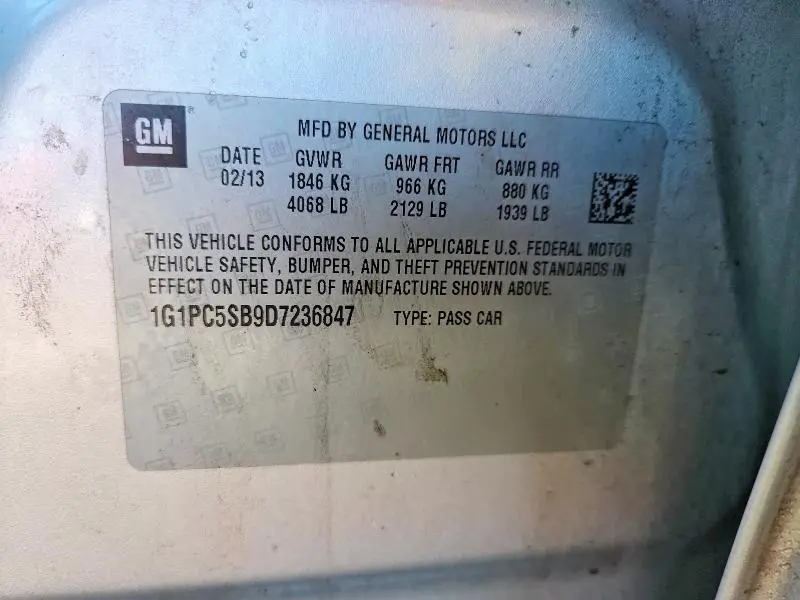 GM
MFD BY GENERAL MOTORS LLC
DATE GVWR GAWR FRT GAWR RR
02/13 1846 KG 966 KG 880 KG
4068 LB 2129 LB 1939 LB
THIS VEHICLE CONFORMS TO ALL APPLICABLE U.S. FEDERAL MOTOR
VEHICLE SAFETY, BUMPER, AND THEFT PREVENTION STANDARDS IN
EFFECT ON THE DATE OF MANUFACTURE SHOWN ABOVE.
1G1PC5SB9D7236847 TYPE: PASS CAR